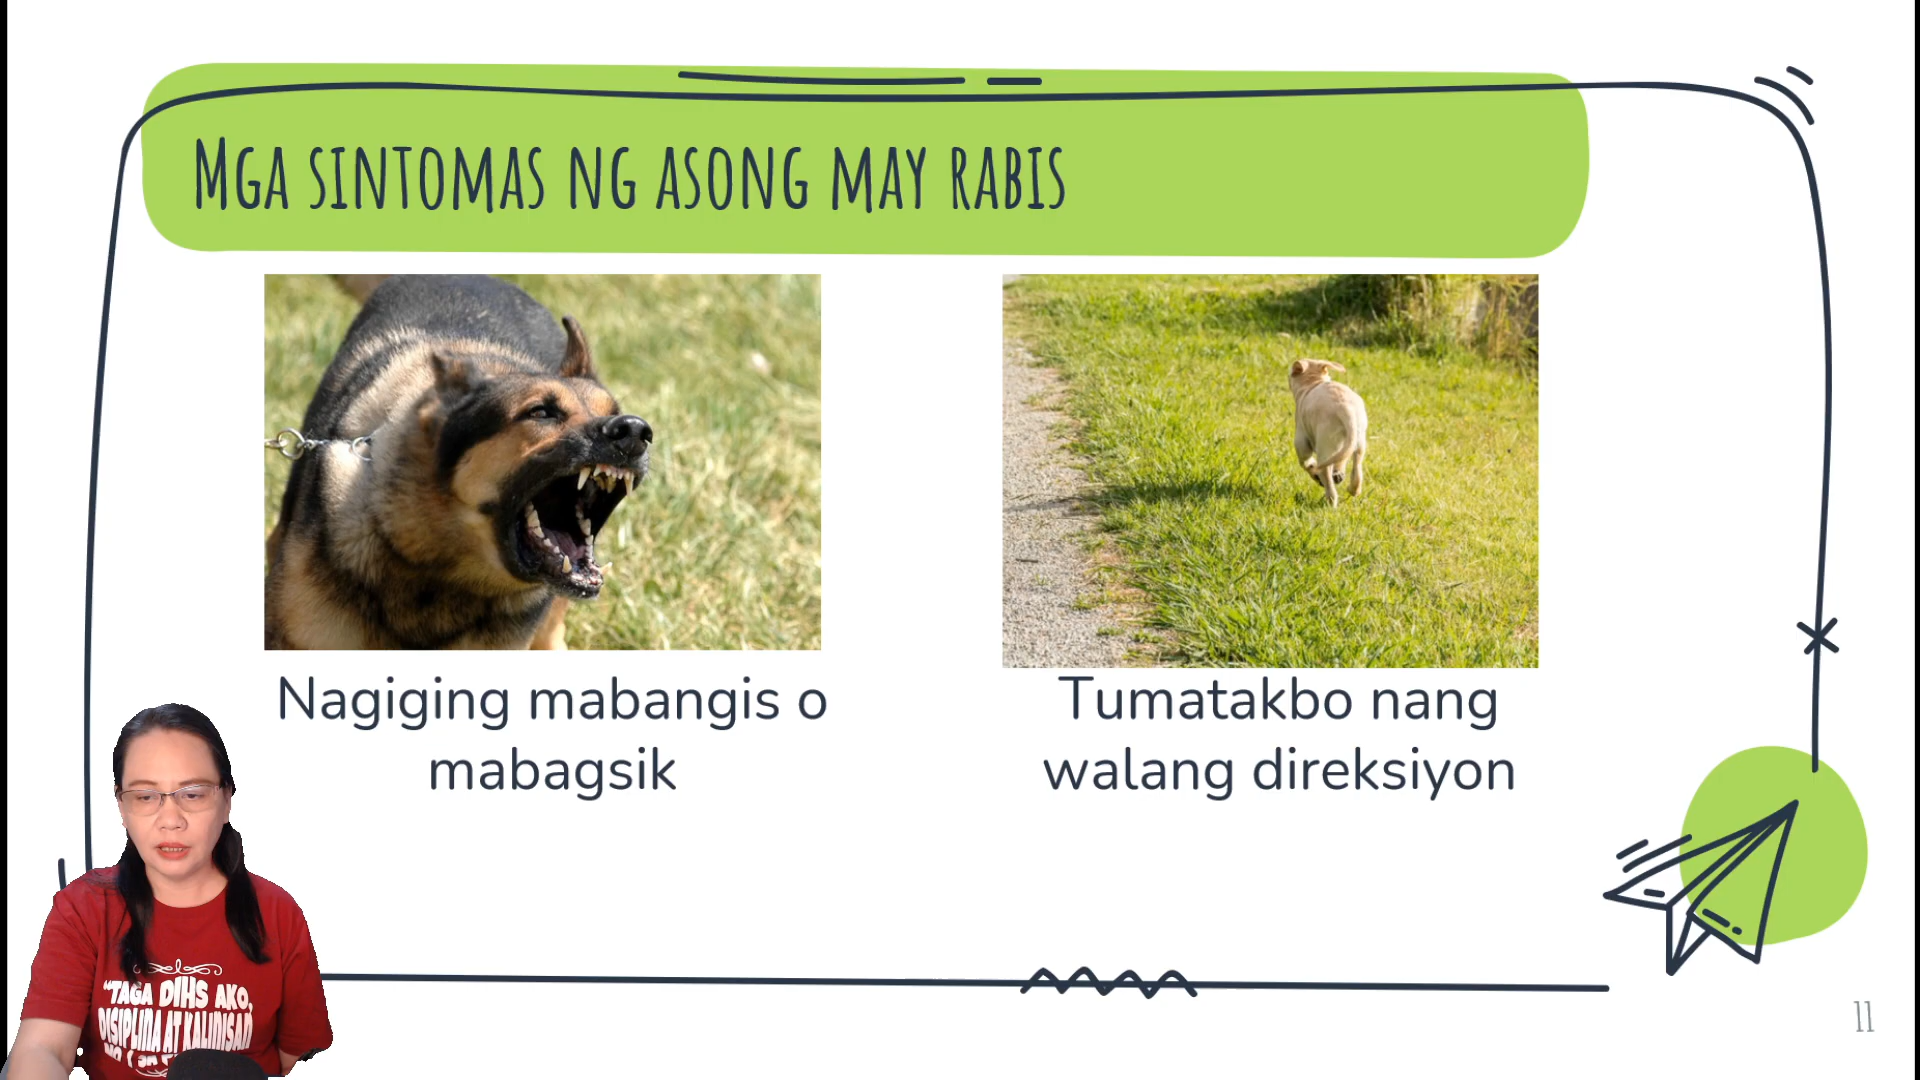 Mga sintomas ng asong may rabis
Nagiging mabangis o
mabagsik
Tumatakbo nang
walang direksiyon
"TAGA DIHS AKO,
DISIPLINA AT KALINISAN
11